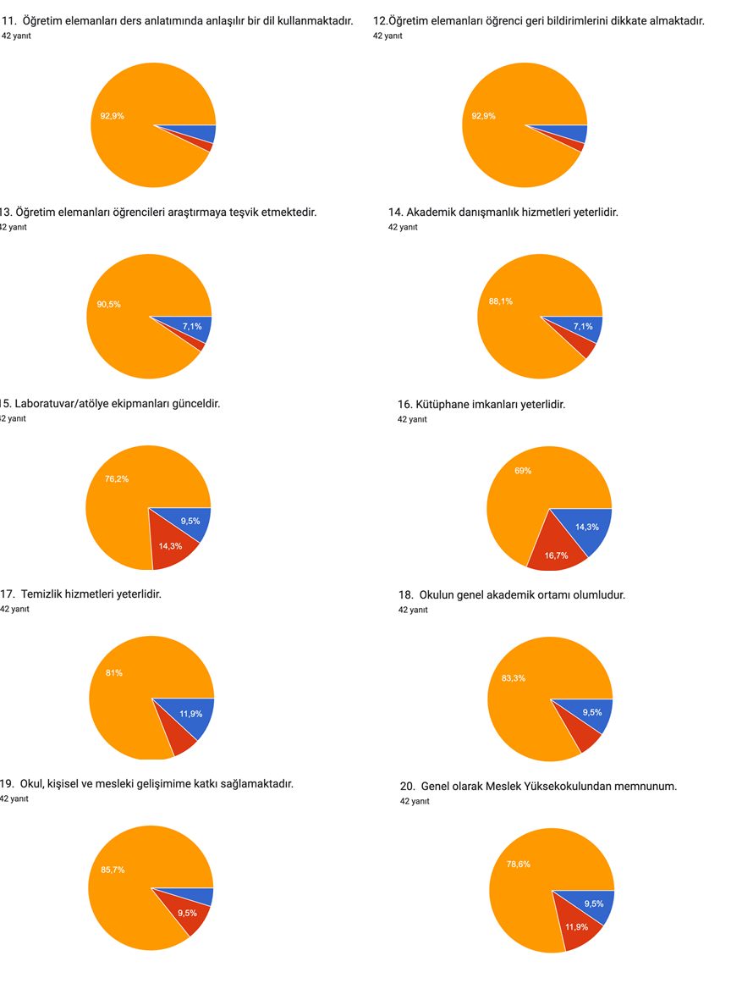 11. Öğretim elemanları ders anlatımında anlaşılır bir dil kullanmaktadır.
42 yanıt
92,9%
12.Öğretim elemanları öğrenci geri bildirimlerini dikkate almaktadır.
42 yanıt
92,9%
13. Öğretim elemanları öğrencileri araştırmaya teşvik etmektedir.
42 yanıt
90,5%
7,1%
14. Akademik danışmanlık hizmetleri yeterlidir.
42 yanıt
88,1%
7,1%
15. Laboratuvar/atölye ekipmanları günceldir.
42 yanıt
76,2%
9,5%
14,3%
16. Kütüphane imkanları yeterlidir.
42 yanıt
69%
14,3%
16,7%
17. Temizlik hizmetleri yeterlidir.
42 yanıt
81%
11,9%
18. Okulun genel akademik ortamı olumludur.
42 yanıt
83,3%
9,5%
19. Okul, kişisel ve mesleki gelişimime katkı sağlamaktadır.
42 yanıt
85,7%
9,5%
20. Genel olarak Meslek Yüksekokulundan memnunum.
42 yanıt
78,6%
9,5%
11,9%